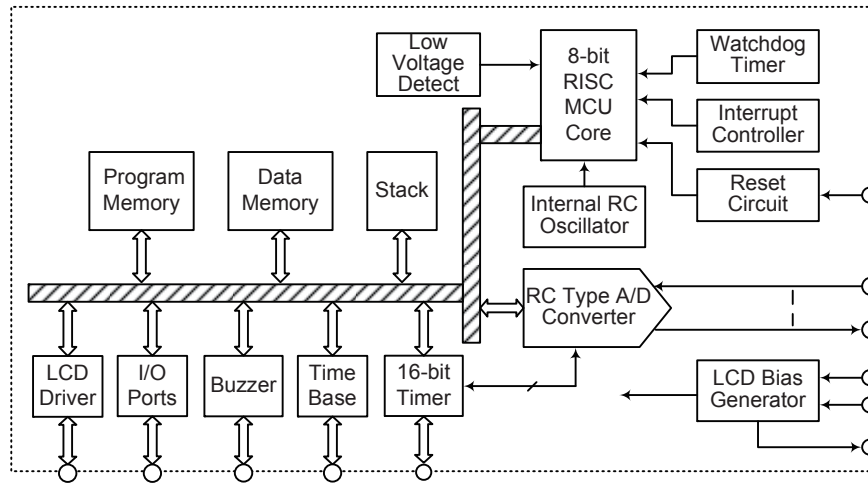 Low
Voltage
Detect
8-bit
RISC
MCU
Core
Watchdog
Timer
Interrupt
Controller
Reset
Circuit
Internal RC
Oscillator
Program
Memory
Data
Memory
Stack
RC Type A/D
Converter
LCD
Driver
I/O
Ports
Buzzer
Time
Base
16-bit
Timer
LCD Bias
Generator